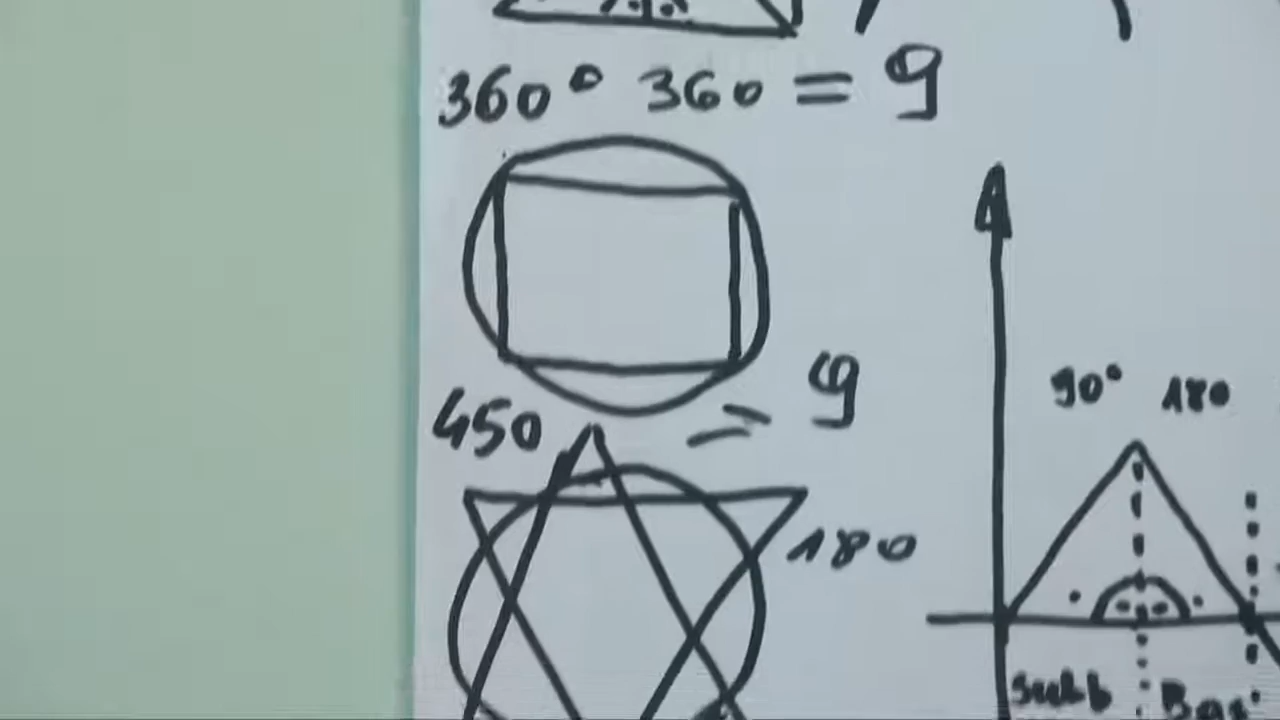 360° 360 = 9
450 = 9
180
90° 180